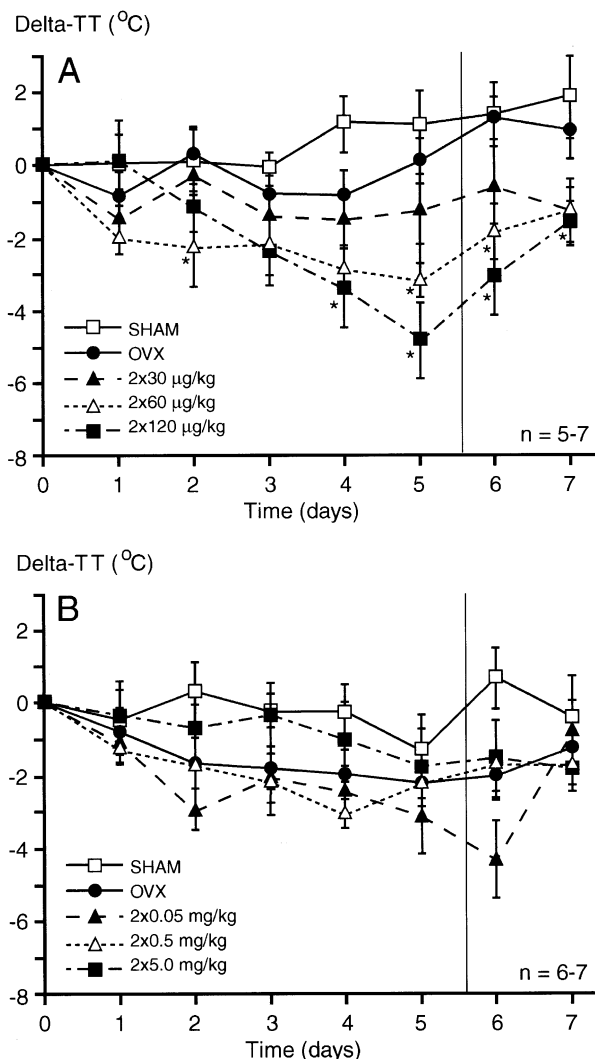 Delta-TT (°C)
A
2
0
-2
-4
-6
-8
*
*
*
*
*
*
*
SHAM
OVX
2x30 µg/kg
2x60 µg/kg
2x120 µg/kg
n = 5-7
0 1 2 3 4 5 6 7
Time (days)
Delta-TT (°C)
B
2
0
-2
-4
-6
-8
SHAM
OVX
2x0.05 mg/kg
2x0.5 mg/kg
2x5.0 mg/kg
n = 6-7
0 1 2 3 4 5 6 7
Time (days)